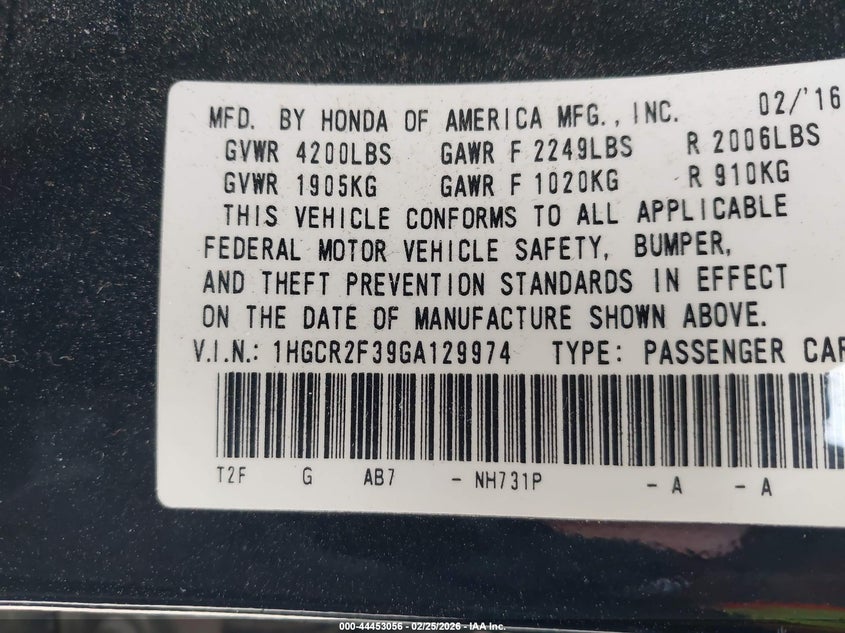 MFD. BY HONDA OF AMERICA MFG., INC. 02/'16
GVWR 4200LBS GAWR F 2249LBS R 2006LBS
GVWR 1905KG GAWR F 1020KG R 910KG
THIS VEHICLE CONFORMS TO ALL APPLICABLE
FEDERAL MOTOR VEHICLE SAFETY, BUMPER,
AND THEFT PREVENTION STANDARDS IN EFFECT
ON THE DATE OF MANUFACTURE SHOWN ABOVE.
V.I.N.: 1HGCR2F39GA129974 TYPE: PASSENGER CAR
T2F G AB7 - NH731P - A - A
000-44453056 - 02/25/2026 - IAA Inc.